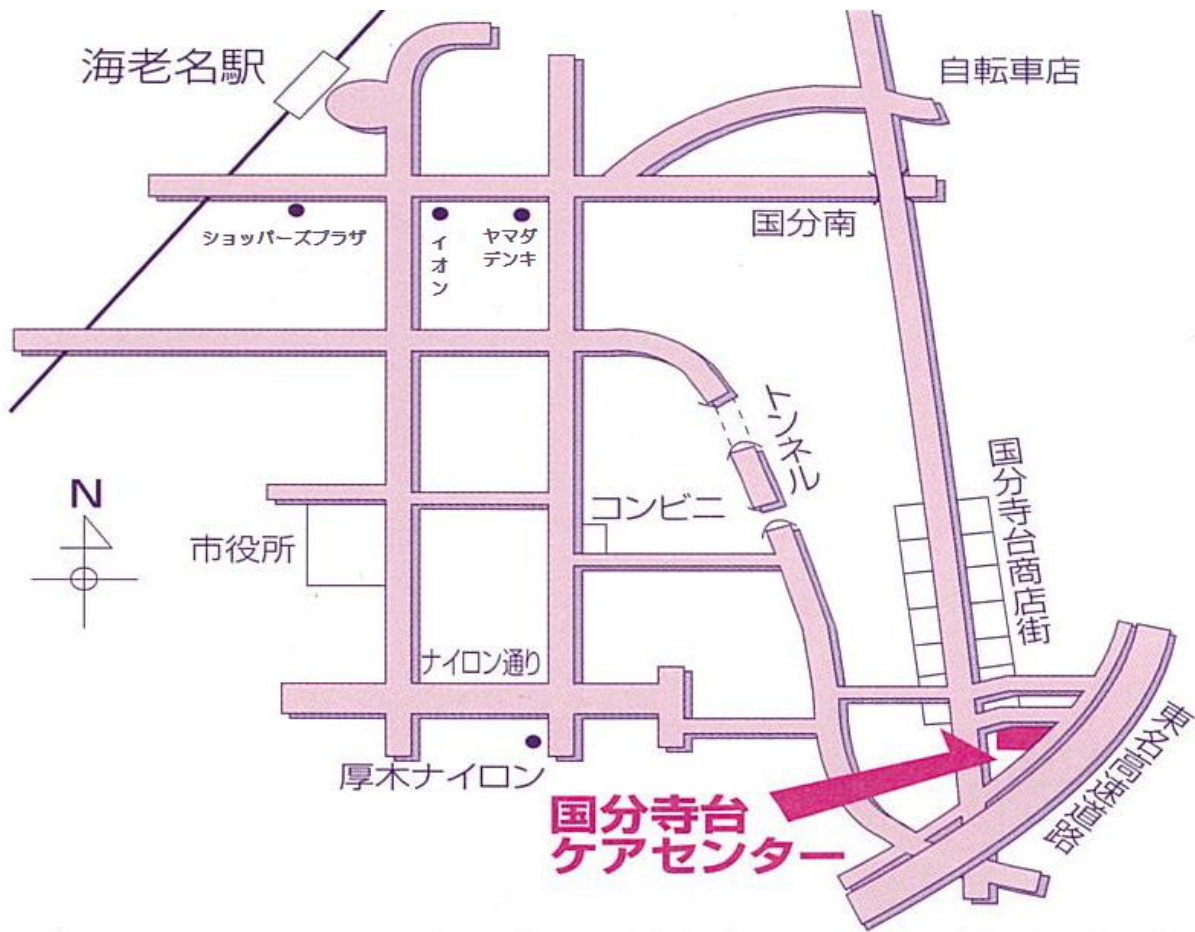 海老名駅
自転車店
国分南
ショッパーズプラザ
イオン
ヤマダ
デンキ
トンネル
国分寺台商店街
N
コンビニ
市役所
ナイロン通り
厚木ナイロン
東名高速道路
国分寺台
ケアセンター